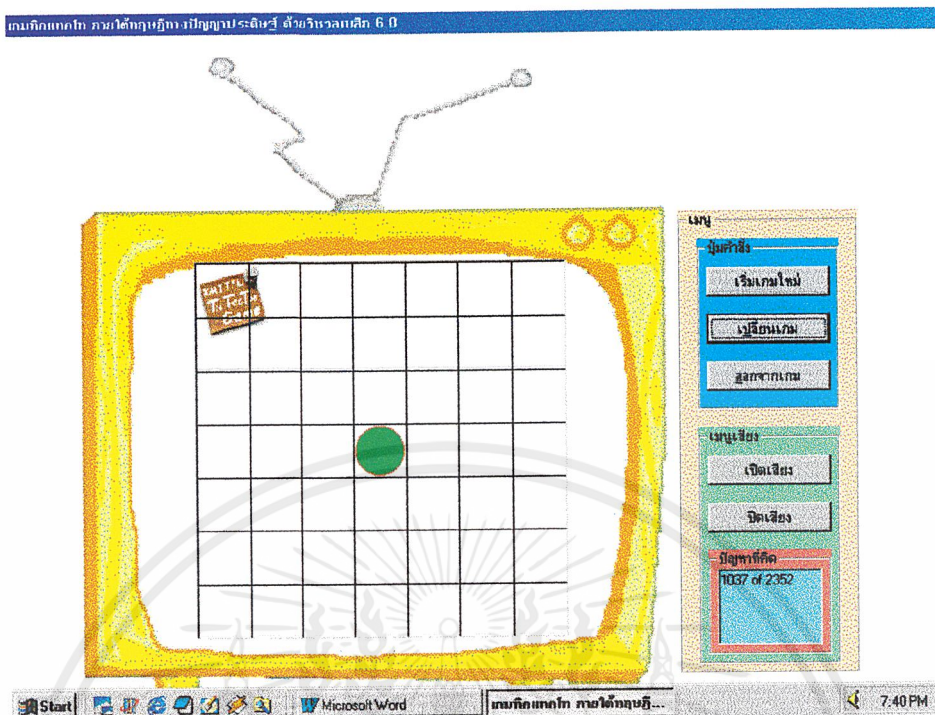 เกมทิกแทคโท ภายใต้ทฤษฎีทางปัญญาประดิษฐ์ ด้วยวิชวลเบสิก 6.0
เมนู
ปุ่มคำสั่ง
เริ่มเกมใหม่
เปลี่ยนเกม
ออกจากเกม
เมนูเสียง
เปิดเสียง
ปิดเสียง
ปัญหาที่คิด
1037 of 2352
Start
Microsoft Word
เกมทิกแทคโท ภายใต้ทฤษฎี...
7:40 PM